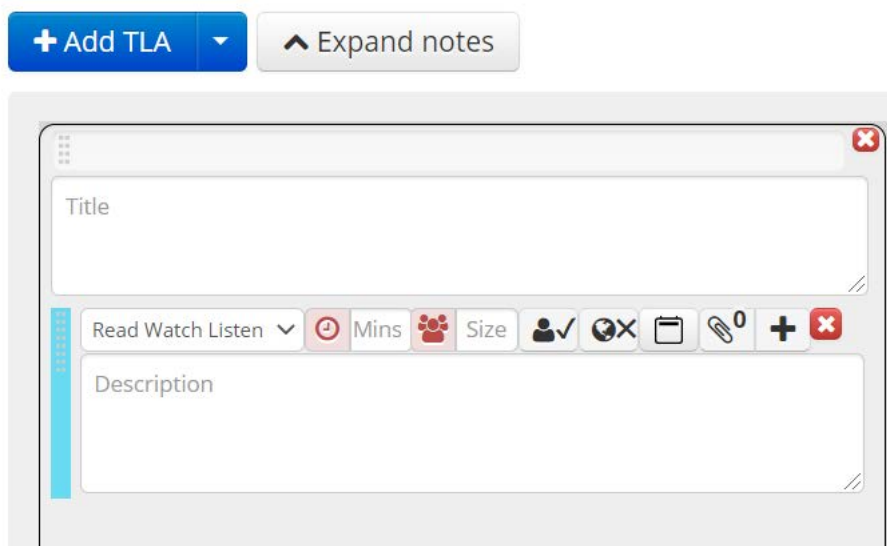 Add TLA
Expand notes
Title
Read Watch Listen Mins Size 0
Description